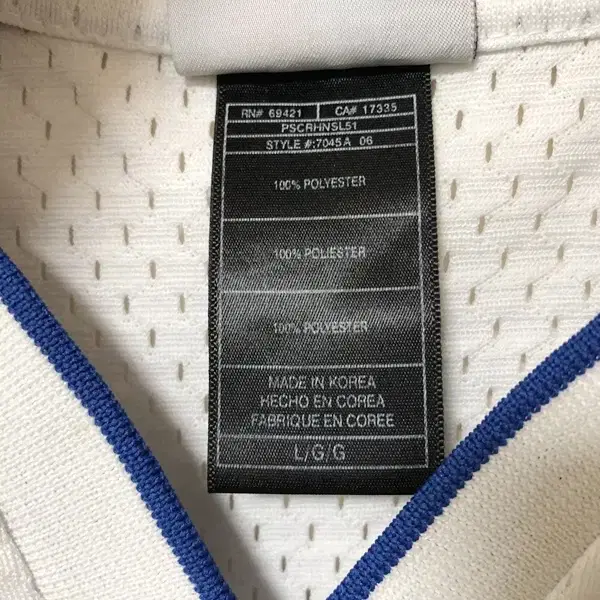 RN# 69421 CA# 17335
PSCRHNSL51
STYLE #:7045A 06
100% POLYESTER
100% POLIESTER
100% POLYESTER
MADE IN KOREA
HECHO EN COREA
FABRIQUE EN COREE
L/G/G